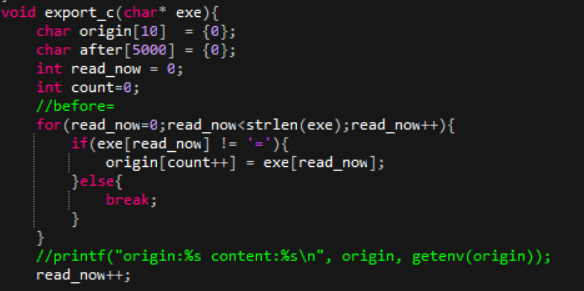 void export_c(char* exe){
    char origin[10]  = {0};
    char after[5000] = {0};
    int read_now = 0;
    int count=0;
    //before=
    for(read_now=0;read_now<strlen(exe);read_now++){
        if(exe[read_now] != '='){
            origin[count++] = exe[read_now];
        }else{
            break;
        }
    }
    //printf("origin:%s content:%s\n", origin, getenv(origin));
    read_now++;